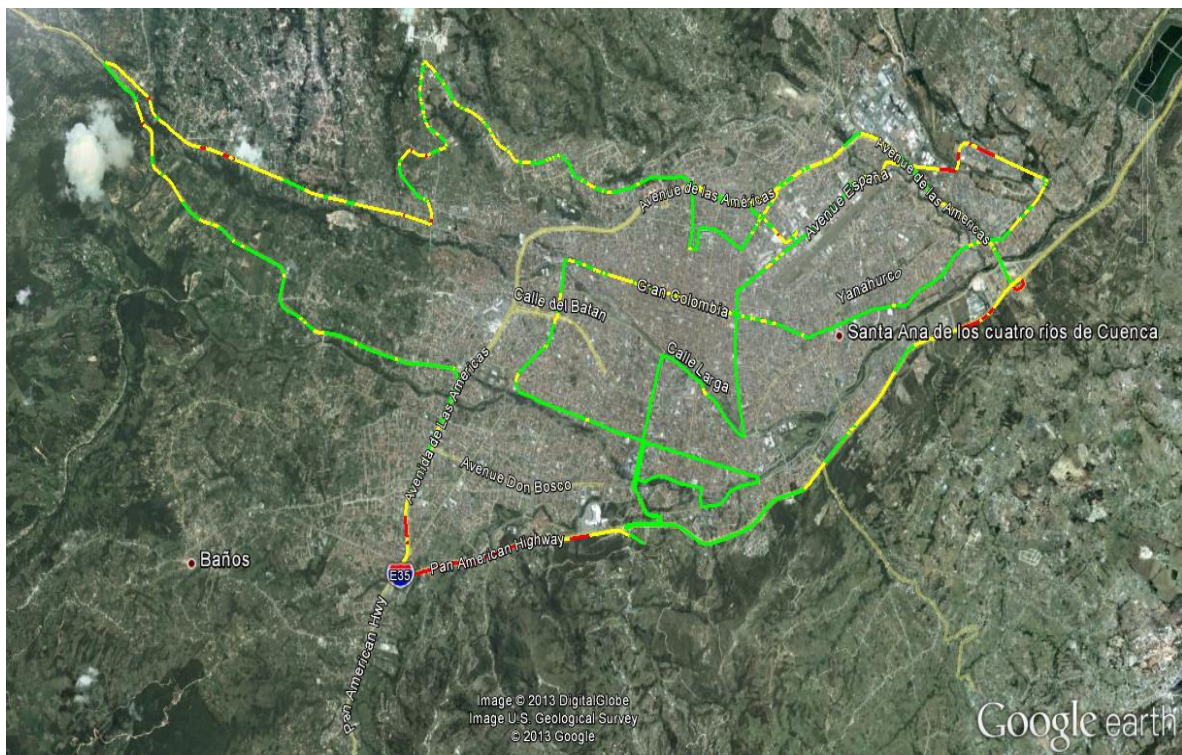 Avenue de las Américas
Avenue de las Americas
Avenue España
Yanahurco
Gran Colombia
Calle del Batan
Santa Ana de los cuatro ríos de Cuenca
Calle Larga
Avenida de Las Americas
Avenue Don Bosco
Pan American Highway
Baños
E35
Pan American Hwy
Image © 2013 DigitalGlobe
Image U.S. Geological Survey
© 2013 Google
Google earth